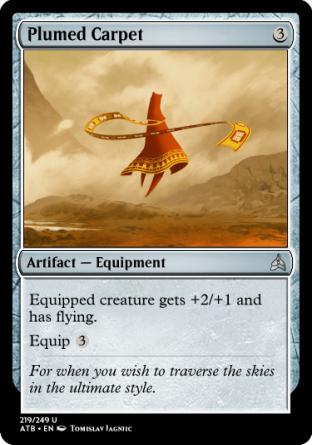 Plumed Carpet 3
Artifact — Equipment
Equipped creature gets +2/+1 and
has flying.
Equip 3
For when you wish to traverse the skies
in the ultimate style.
219/249 U
ATB • EN Tomislav Jagnjic